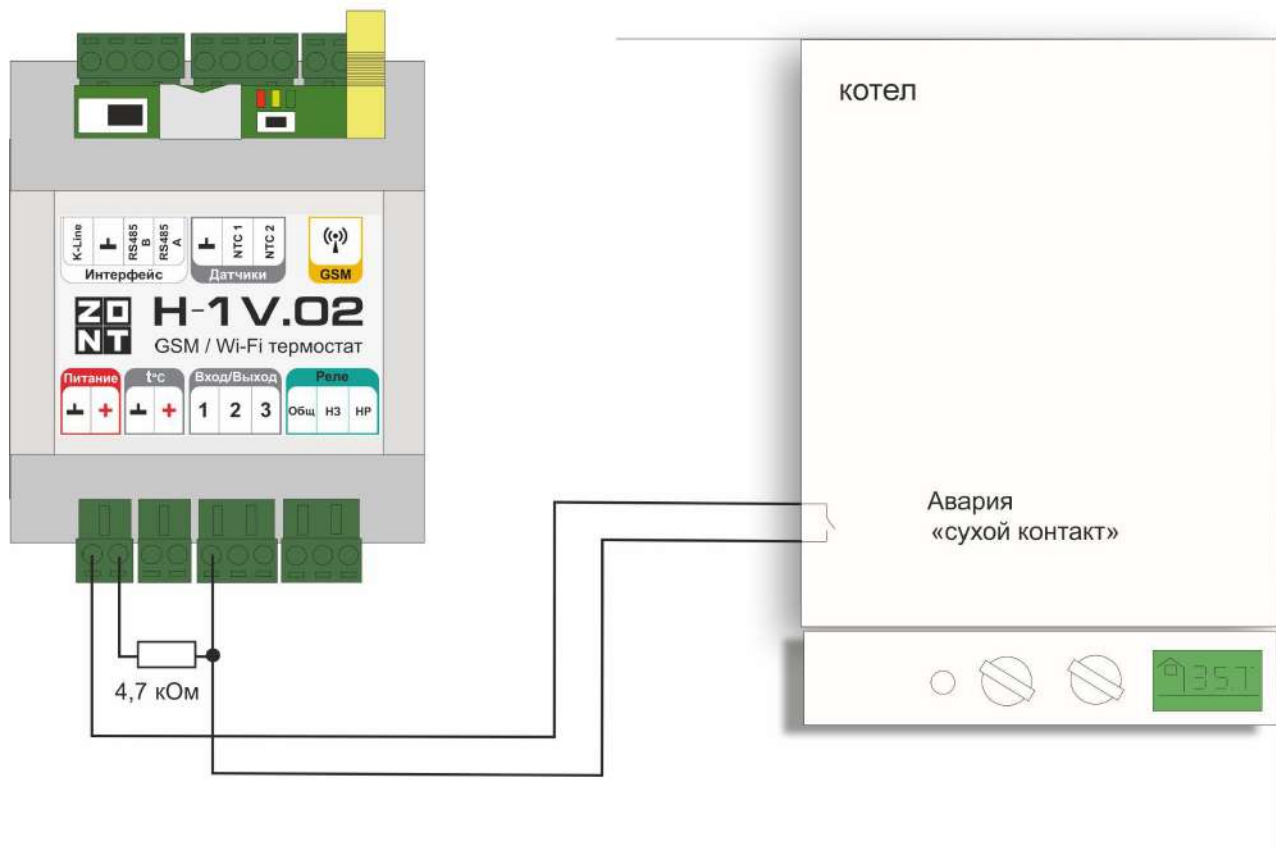 котел
K-Line
RS485
B
RS485
A
NTC 1
NTC 2
Интерфейс
Датчики
GSM
ZONT
H-1V.02
GSM / Wi-Fi термостат
Питание
t°C
Вход/Выход
Реле
+
+
1
2
3
Общ
НЗ
НР
Авария
«сухой контакт»
4,7 кОм